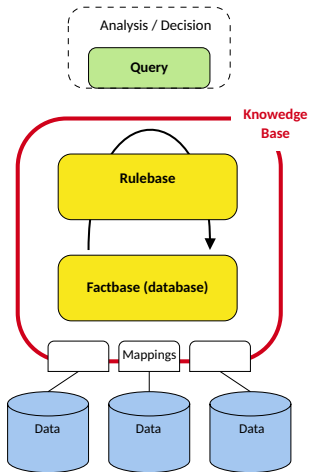 Analysis / Decision
Query
Knowedge
Base
Rulebase
Factbase (database)
Mappings
Data
Data
Data